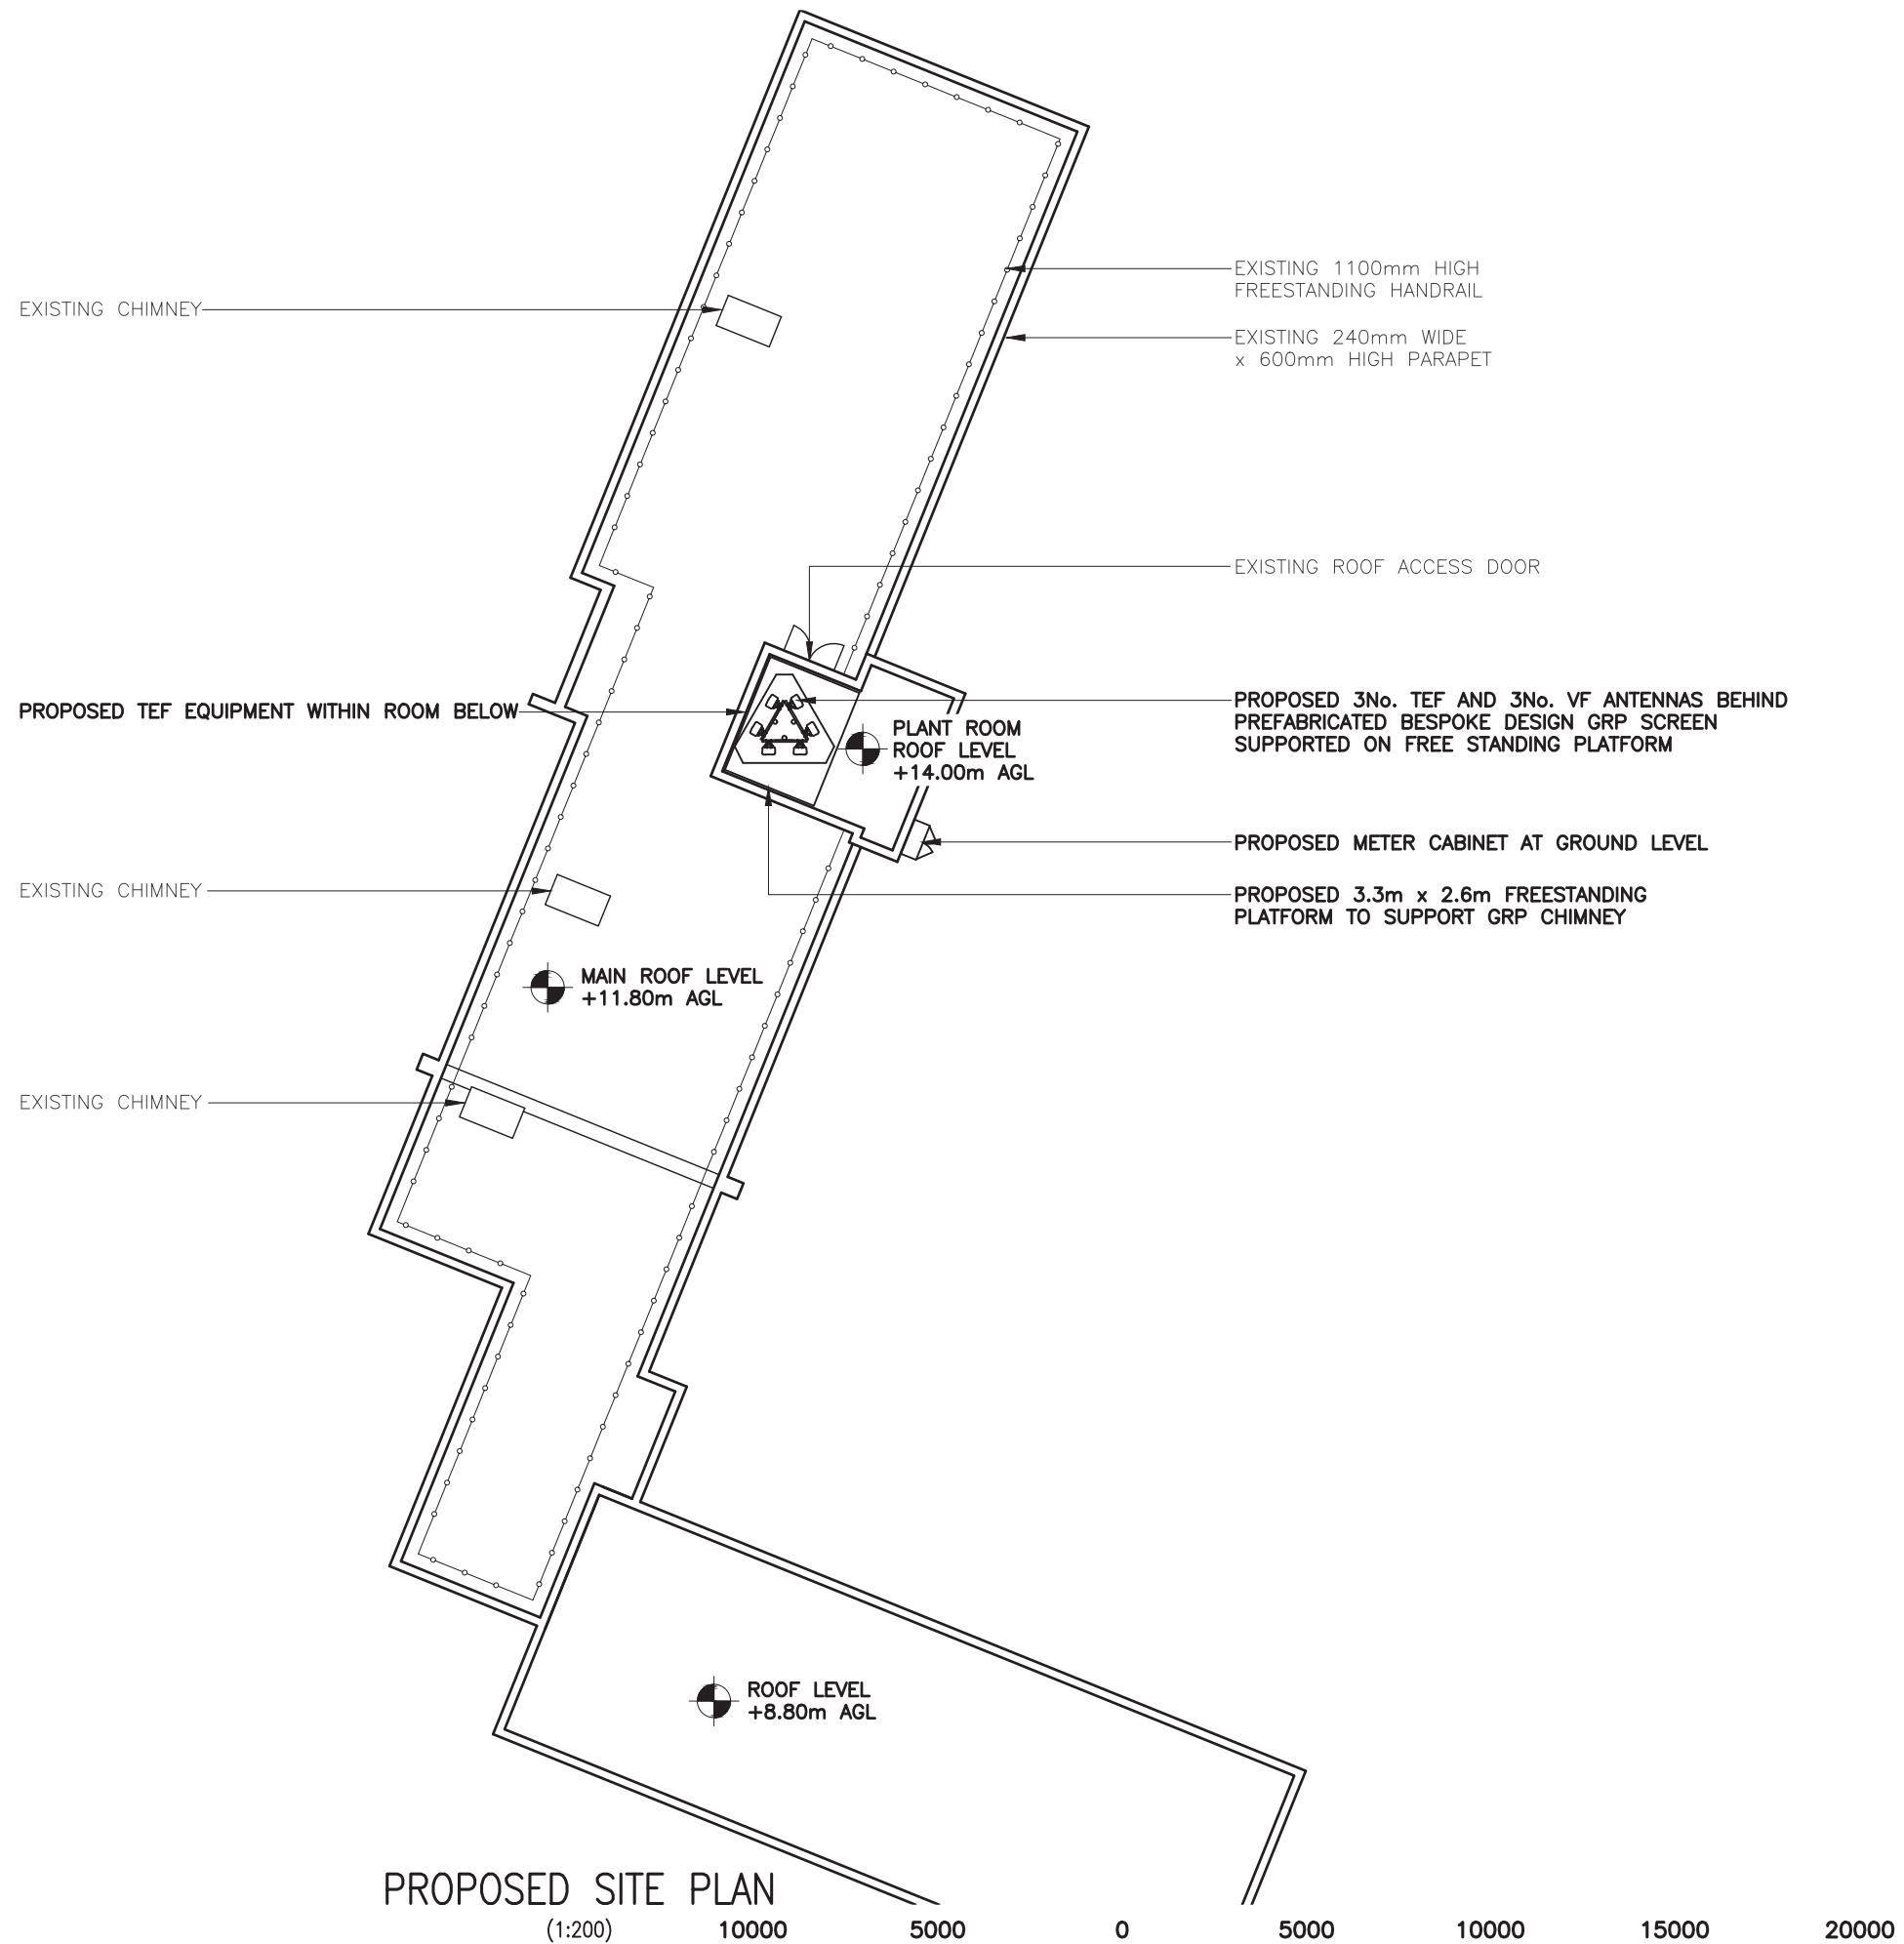 EXISTING 1100mm HIGH
FREESTANDING HANDRAIL
EXISTING CHIMNEY
EXISTING 240mm WIDE
x 600mm HIGH PARAPET
EXISTING ROOF ACCESS DOOR
PROPOSED TEF EQUIPMENT WITHIN ROOM BELOW
PROPOSED 3No. TEF AND 3No. VF ANTENNAS BEHIND
PREFABRICATED BESPOKE DESIGN GRP SCREEN
SUPPORTED ON FREE STANDING PLATFORM
PLANT ROOM
ROOF LEVEL
+14.00m AGL
PROPOSED METER CABINET AT GROUND LEVEL
EXISTING CHIMNEY
PROPOSED 3.3m x 2.6m FREESTANDING
PLATFORM TO SUPPORT GRP CHIMNEY
MAIN ROOF LEVEL
+11.80m AGL
EXISTING CHIMNEY
ROOF LEVEL
+8.80m AGL
PROPOSED SITE PLAN
(1:200) 10000 5000 0 5000 10000 15000 20000